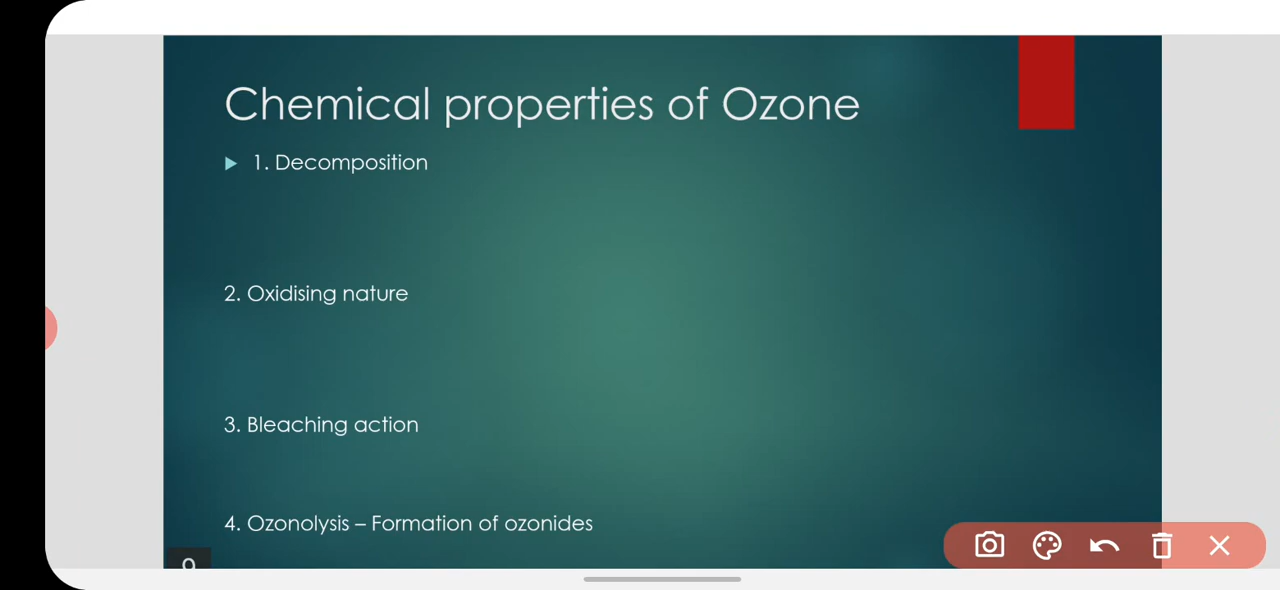 Chemical properties of Ozone
1. Decomposition
2. Oxidising nature
3. Bleaching action
4. Ozonolysis – Formation of ozonides